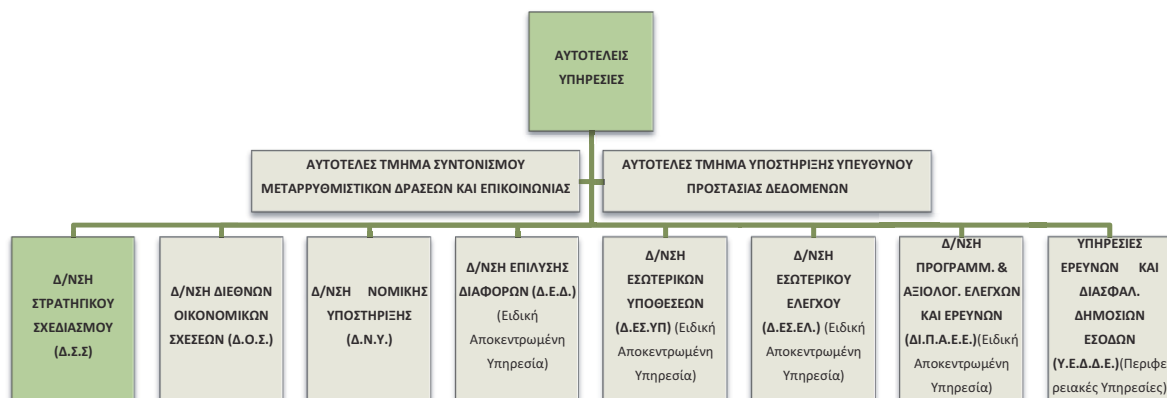 ΑΥΤΟΤΕΛΕΙΣ
ΥΠΗΡΕΣΙΕΣ
ΑΥΤΟΤΕΛΕΣ ΤΜΗΜΑ ΣΥΝΤΟΝΙΣΜΟΥ
ΜΕΤΑΡΡΥΘΜΙΣΤΙΚΩΝ ΔΡΑΣΕΩΝ ΚΑΙ ΕΠΙΚΟΙΝΩΝΙΑΣ
ΑΥΤΟΤΕΛΕΣ ΤΜΗΜΑ ΥΠΟΣΤΗΡΙΞΗΣ ΥΠΕΥΘΥΝΟΥ
ΠΡΟΣΤΑΣΙΑΣ ΔΕΔΟΜΕΝΩΝ
Δ/ΝΣΗ
ΣΤΡΑΤΗΓΙΚΟΥ
ΣΧΕΔΙΑΣΜΟΥ
(Δ.Σ.Σ)
Δ/ΝΣΗ ΔΙΕΘΝΩΝ
ΟΙΚΟΝΟΜΙΚΩΝ
ΣΧΕΣΕΩΝ (Δ.Ο.Σ.)
Δ/ΝΣΗ ΝΟΜΙΚΗΣ
ΥΠΟΣΤΗΡΙΞΗΣ
(Δ.Ν.Υ.)
Δ/ΝΣΗ ΕΠΙΛΥΣΗΣ
ΔΙΑΦΟΡΩΝ (Δ.Ε.Δ.)
(Ειδική
Αποκεντρωμένη
Υπηρεσία)
Δ/ΝΣΗ
ΕΣΩΤΕΡΙΚΩΝ
ΥΠΟΘΕΣΕΩΝ
(Δ.ΕΣ.ΥΠ) (Ειδική
Αποκεντρωμένη
Υπηρεσία)
Δ/ΝΣΗ
ΕΣΩΤΕΡΙΚΟΥ
ΕΛΕΓΧΟΥ
(Δ.ΕΣ.ΕΛ.) (Ειδική
Αποκεντρωμένη
Υπηρεσία)
Δ/ΝΣΗ
ΠΡΟΓΡΑΜΜ. &
ΑΞΙΟΛΟΓ. ΕΛΕΓΧΩΝ
ΚΑΙ ΕΡΕΥΝΩΝ
(ΔΙ.Π.Α.Ε.Ε.)(Ειδική
Αποκεντρωμένη
Υπηρεσία)
ΥΠΗΡΕΣΙΕΣ
ΕΡΕΥΝΩΝ ΚΑΙ
ΔΙΑΣΦΑΛ.
ΔΗΜΟΣΙΩΝ
ΕΣΟΔΩΝ
(Υ.Ε.Δ.Δ.Ε.)(Περιφε
ρειακές Υπηρεσίες)